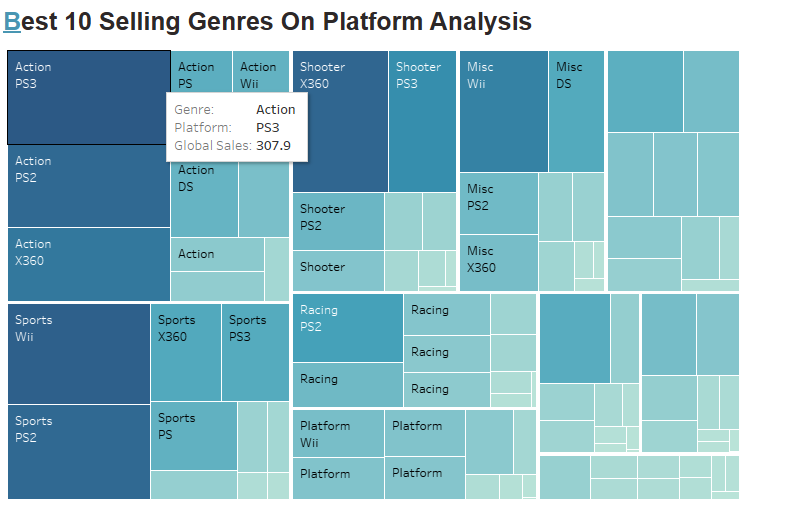 Best 10 Selling Genres On Platform Analysis
Action
PS3
Action
PS
Action
Wii
Genre: Action
Platform: PS3
Global Sales: 307.9
Action
PS2
Action
DS
Action
X360
Action
Sports
Wii
Sports
X360
Sports
PS3
Sports
PS2
Sports
PS
Shooter
X360
Shooter
PS3
Shooter
PS2
Shooter
Misc
Wii
Misc
DS
Misc
PS2
Misc
X360
Racing
PS2
Racing
Racing
Racing
Racing
Platform
Wii
Platform
Platform
Platform